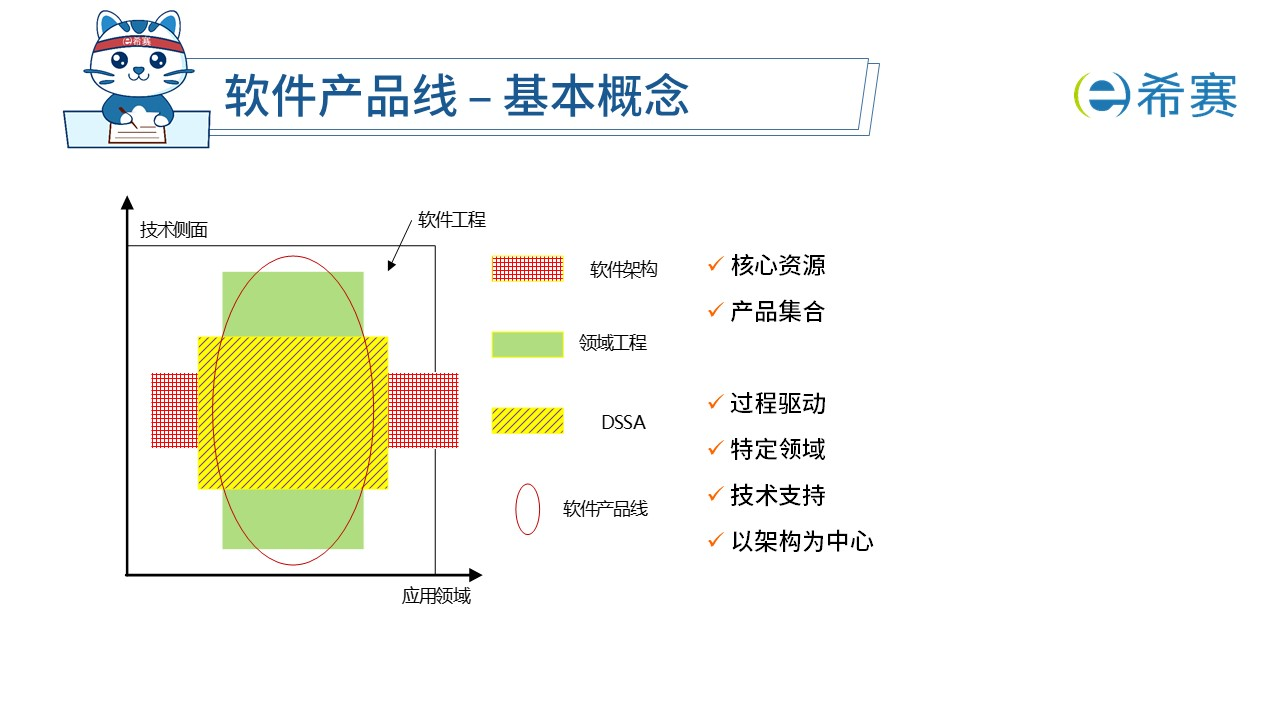 希赛
软件产品线 – 基本概念
希赛
技术侧面
软件工程
应用领域
软件架构
领域工程
DSSA
软件产品线
核心资源
产品集合
过程驱动
特定领域
技术支持
以架构为中心